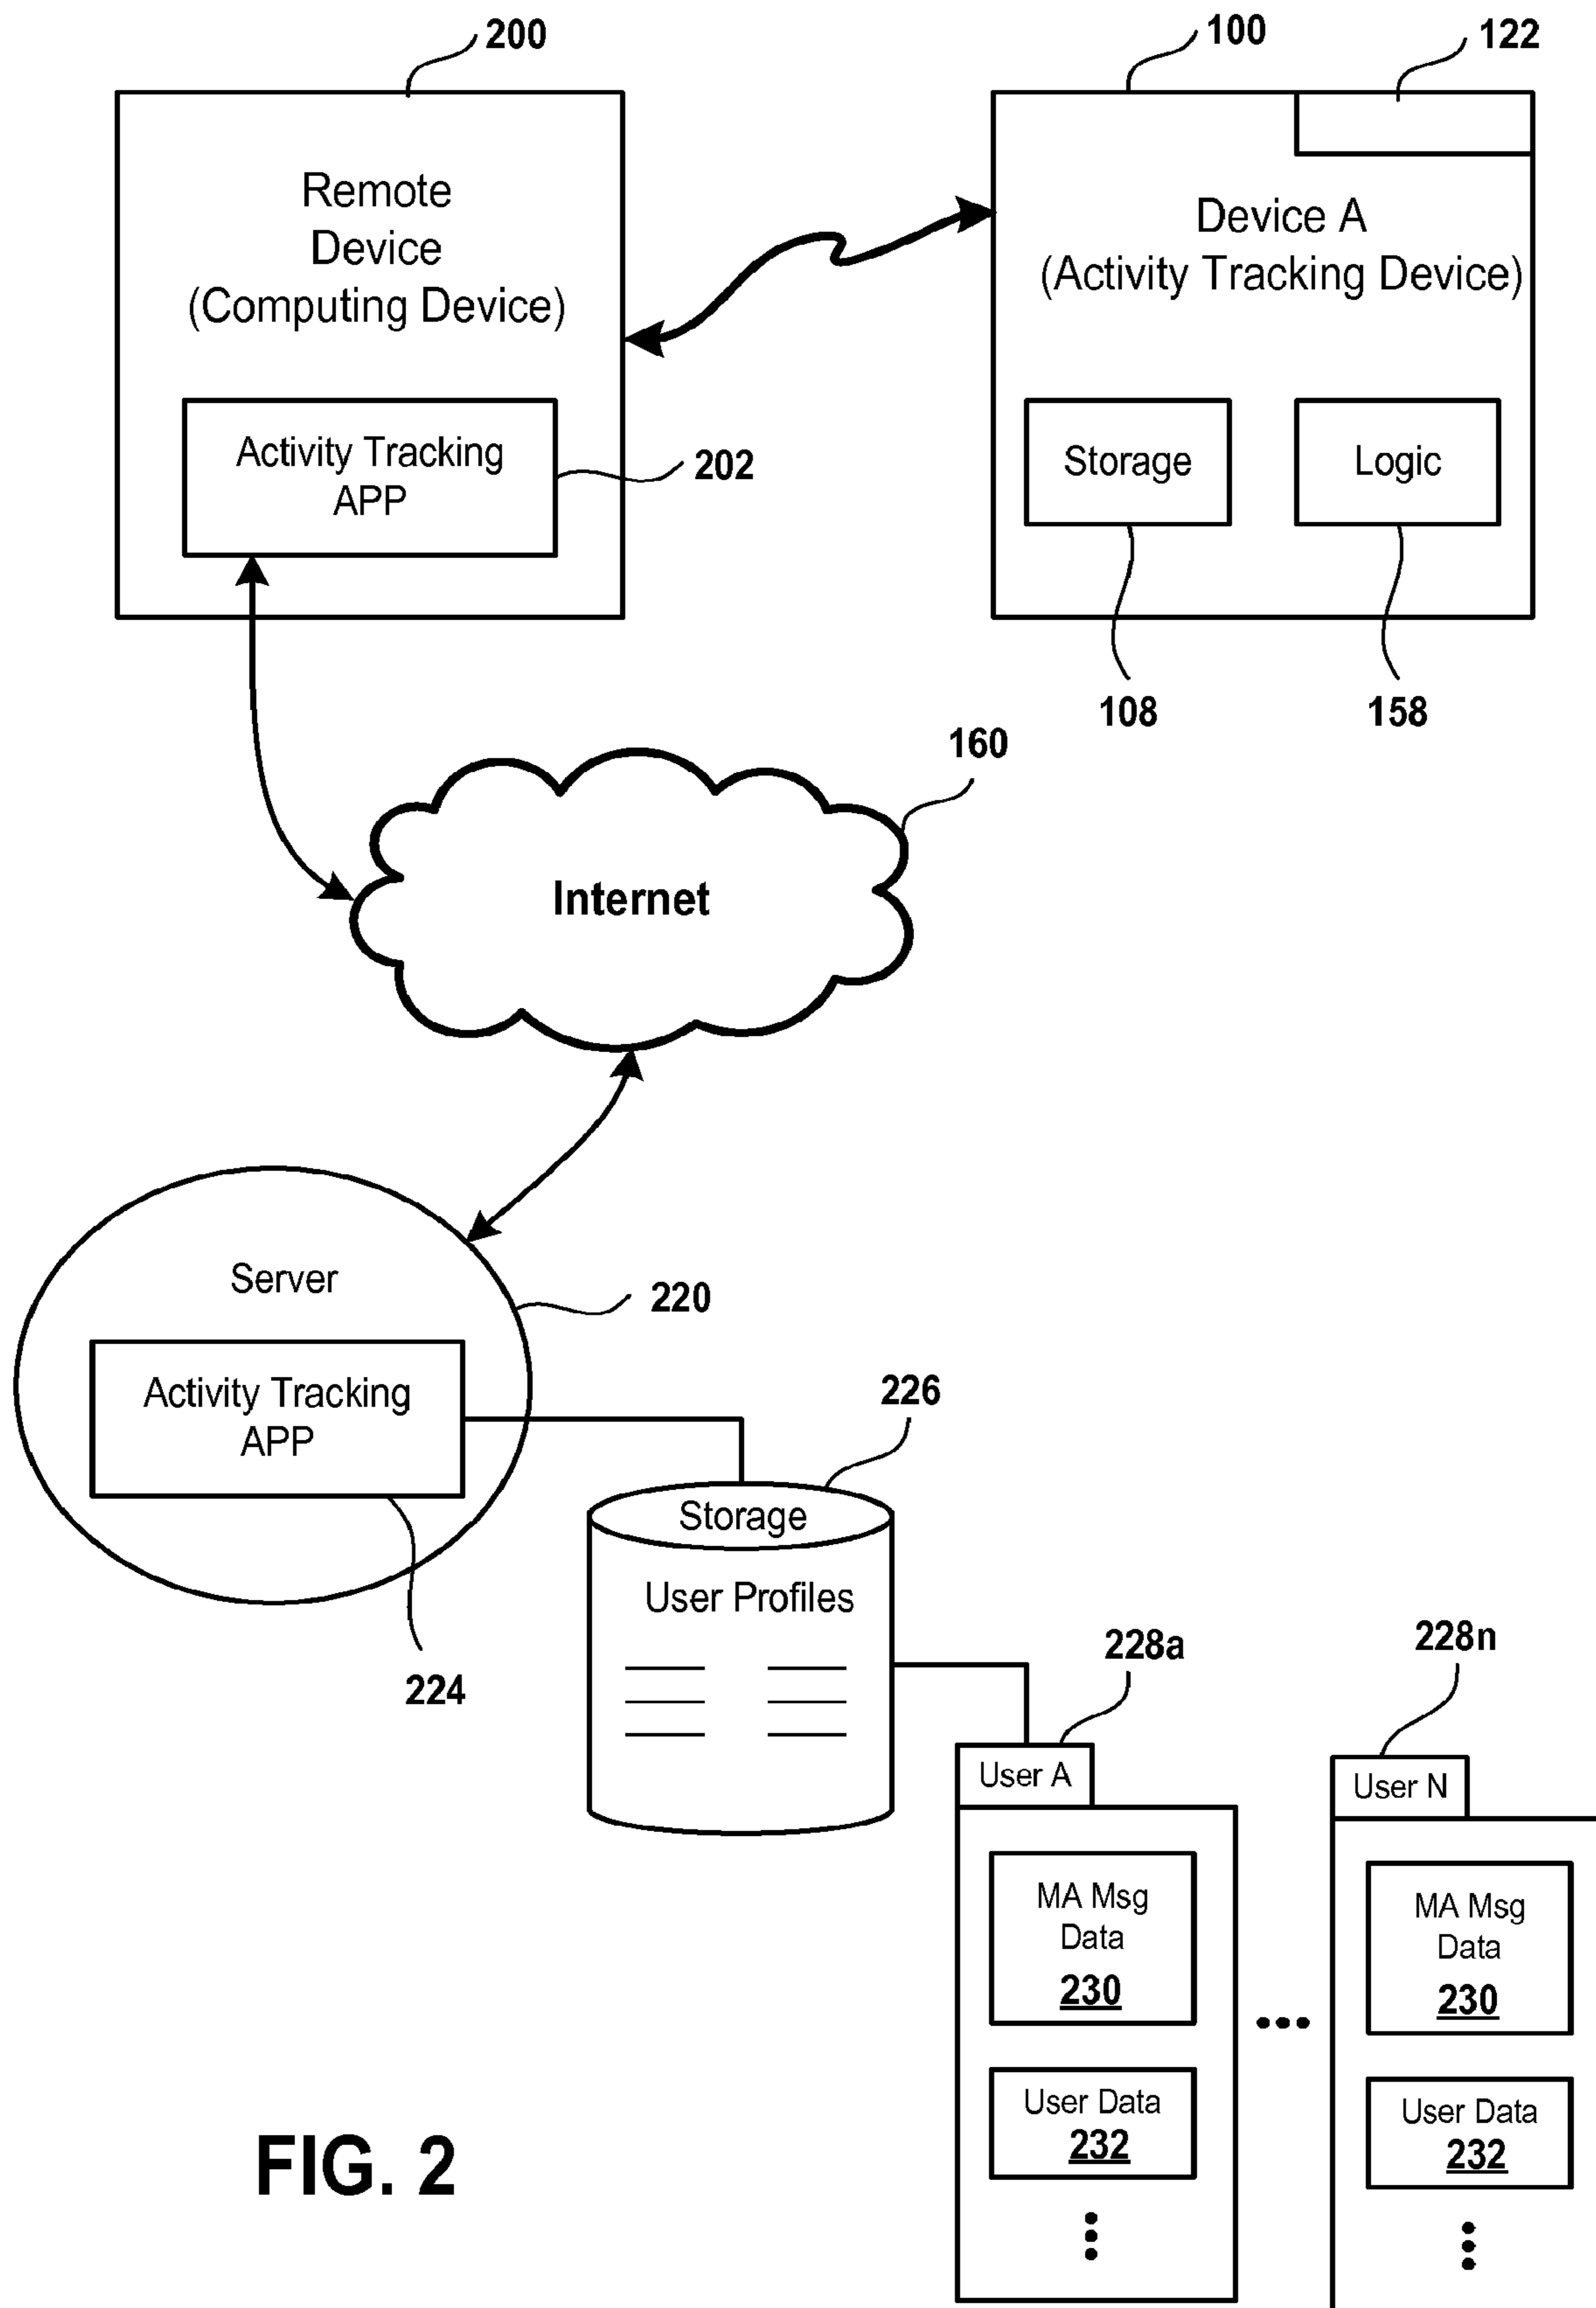 200
100
122
Remote
Device
(Computing Device)
Device A
(Activity Tracking Device)
Activity Tracking
APP
202
Storage
Logic
108
158
160
Internet
Server
220
Activity Tracking
APP
226
Storage
User Profiles
224
228a
228n
User A
User N
MA Msg
Data
230
MA Msg
Data
230
User Data
232
User Data
232
FIG. 2